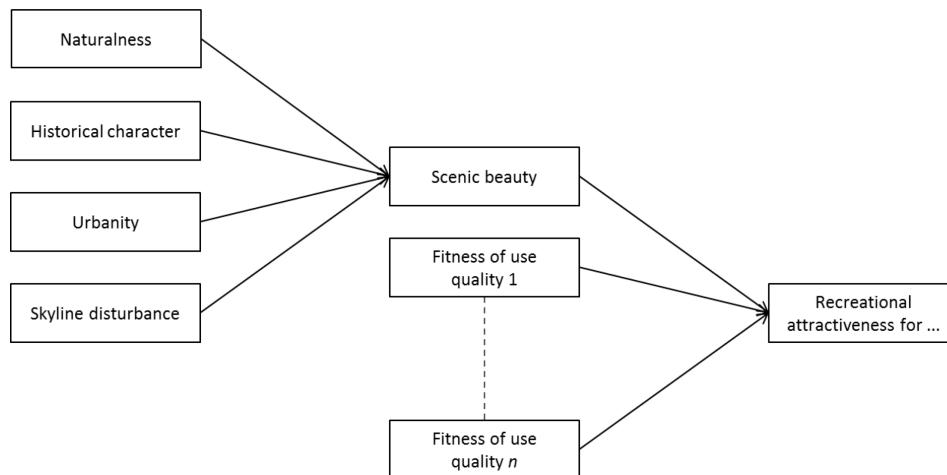 Naturalness
Historical character
Urbanity
Skyline disturbance
Scenic beauty
Fitness of use
quality 1
Fitness of use
quality n
Recreational
attractiveness for ...